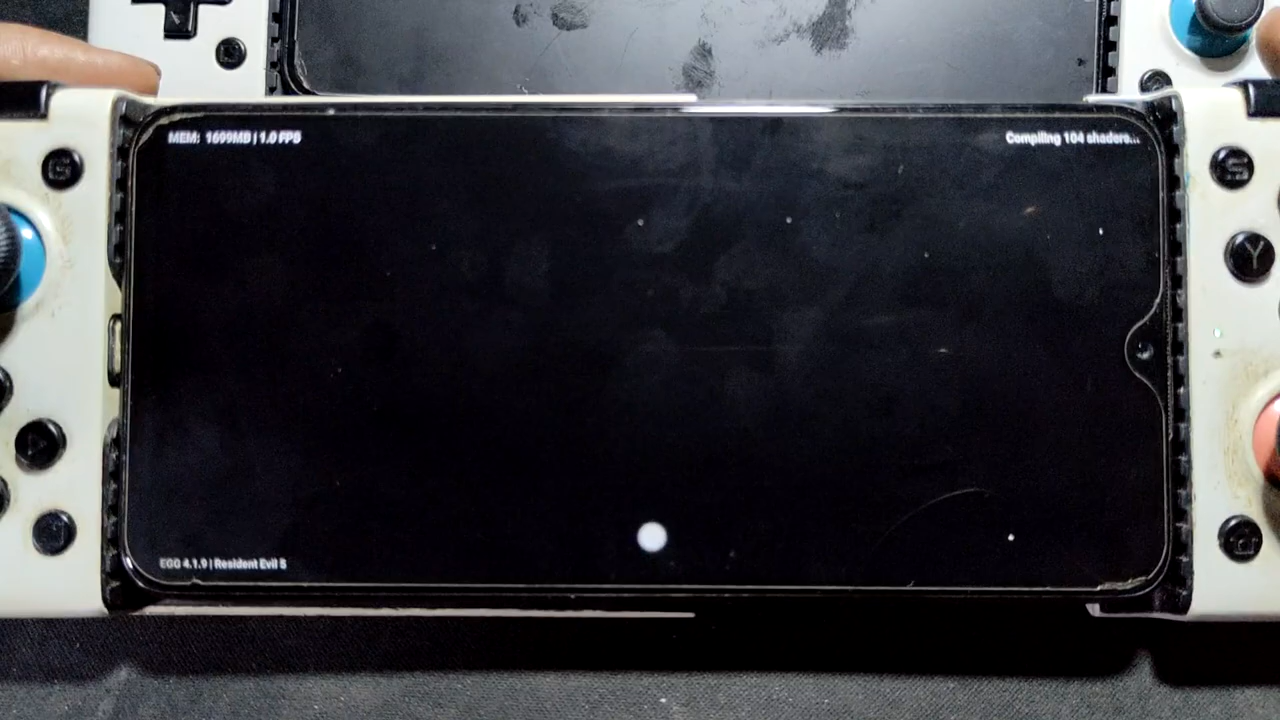 MEM: 1699MB | 1.0 FPS
Compiling 104 shaders...
EGG 4.1.9 | Resident Evil 5
G
S
Y